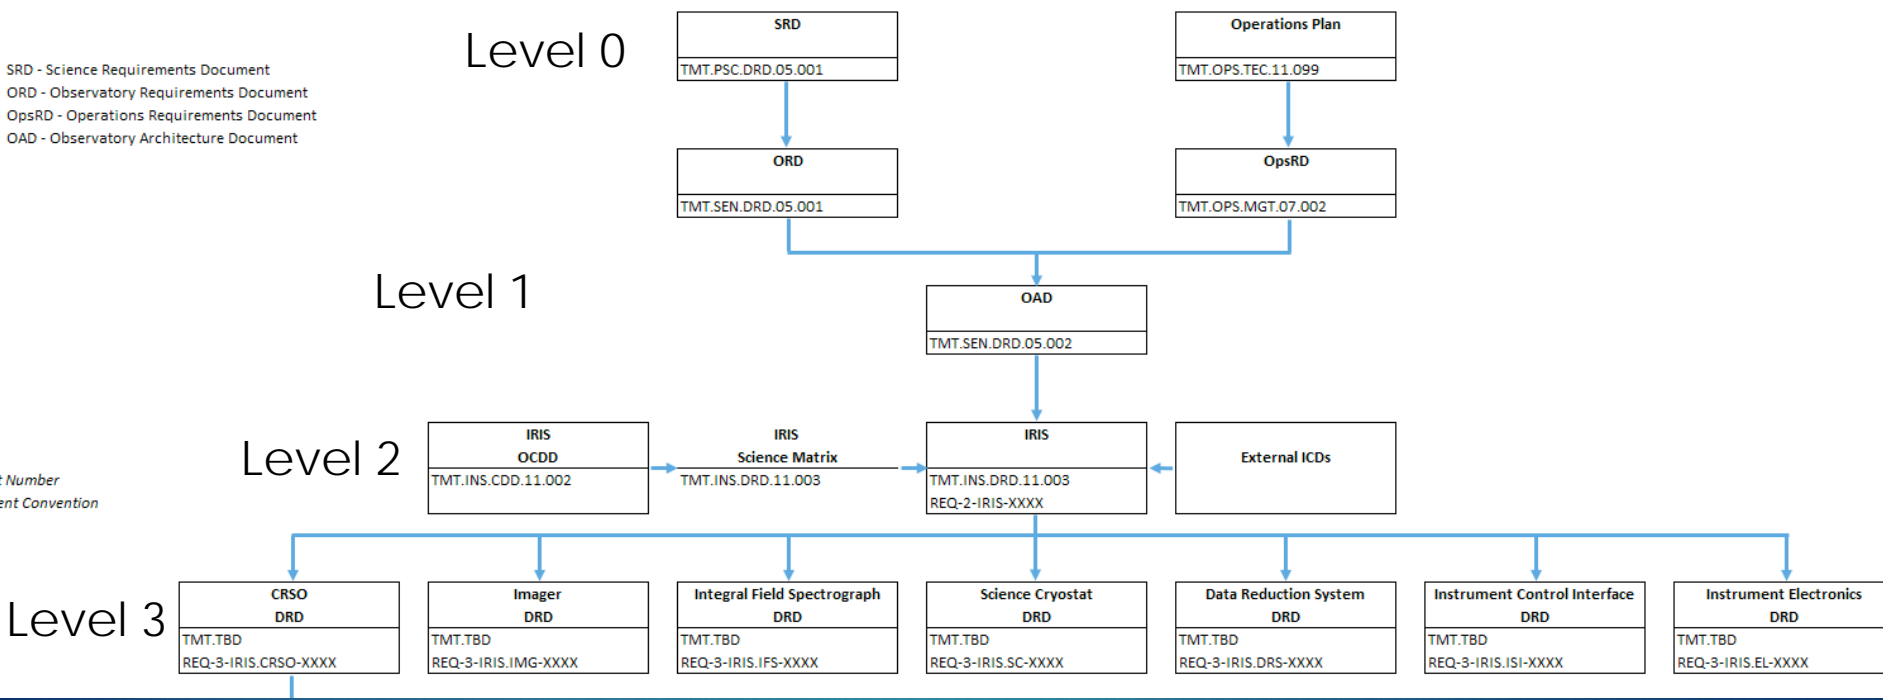 Level 0
SRD
TMT.PSC.DRD.05.001
Operations Plan
TMT.OPS.TEC.11.099
SRD - Science Requirements Document
ORD - Observatory Requirements Document
OpsRD - Operations Requirements Document
OAD - Observatory Architecture Document
ORD
TMT.SEN.DRD.05.001
OpsRD
TMT.OPS.MGT.07.002
Level 1
OAD
TMT.SEN.DRD.05.002
Level 2
IRIS
OCDD
TMT.INS.CDD.11.002
IRIS
Science Matrix
TMT.INS.DRD.11.003
IRIS
TMT.INS.DRD.11.003
REQ-2-IRIS-XXXX
External ICDs
Number
Convention
Level 3
CRSO
DRD
TMT.TBD
REQ-3-IRIS.CRSO-XXXX
Imager
DRD
TMT.TBD
REQ-3-IRIS.IMG-XXXX
Integral Field Spectrograph
DRD
TMT.TBD
REQ-3-IRIS.IFS-XXXX
Science Cryostat
DRD
TMT.TBD
REQ-3-IRIS.SC-XXXX
Data Reduction System
DRD
TMT.TBD
REQ-3-IRIS.DRS-XXXX
Instrument Control Interface
DRD
TMT.TBD
REQ-3-IRIS.ISI-XXXX
Instrument Electronics
DRD
TMT.TBD
REQ-3-IRIS.EL-XXXX